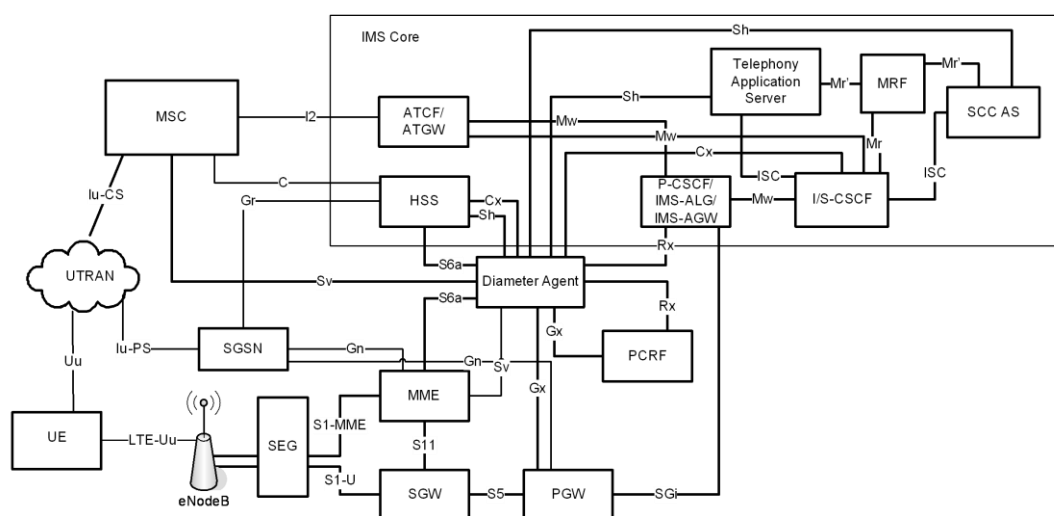 IMS Core
Sh
Telephony
Application
Server
Mr'
MRF
Mr'
SCC AS
MSC
I2
ATCF/
ATGW
Mw
Sh
Mw
Mr
Cx
ISC
ISC
Iu-CS
C
Gr
HSS
Cx
Sh
P-CSCF/
IMS-ALG/
IMS-AGW
Mw
I/S-CSCF
Rx
S6a
UTRAN
Sv
Diameter Agent
S6a
Rx
Uu
Iu-PS
SGSN
Gn
Gn
Sv
Gx
PCRF
Gx
MME
UE
LTE-Uu
SEG
S1-MME
S11
S1-U
eNodeB
SGW
S5
PGW
SGi